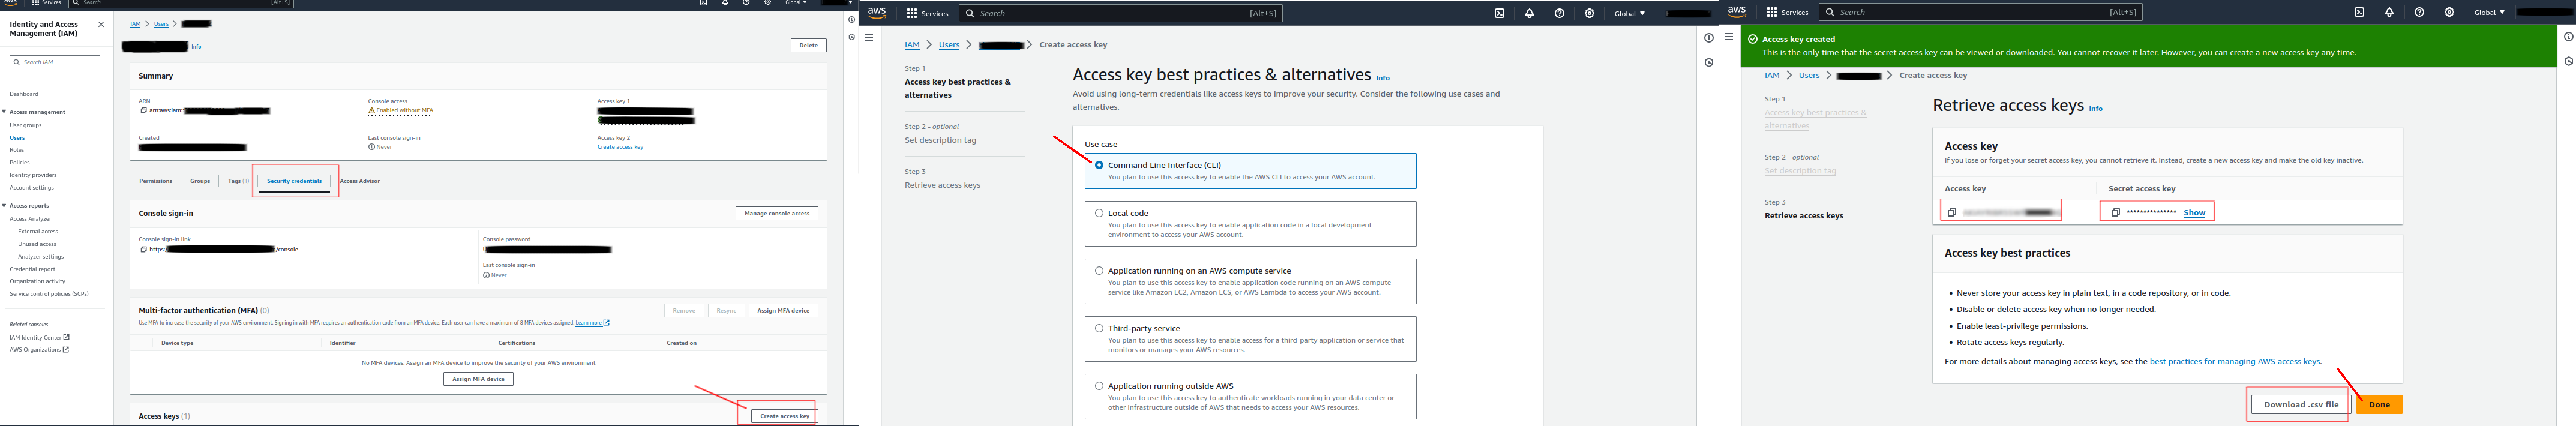 aws
Services
Search
[Alt+S]
Global
Identity and Access
Management (IAM)
Search IAM
Dashboard
Access management
User groups
Users
Roles
Policies
Identity providers
Account settings
Access reports
Access Analyzer
External access
Unused access
Analyzer settings
Credential report
Organization activity
Service control policies (SCPs)
Related consoles
IAM Identity Center
AWS Organizations
IAM > Users >
Info
Delete
Summary
ARN
arn:aws:iam:
Console access
Enabled without MFA
Access key 1
Created
Last console sign-in
Never
Access key 2
Create access key
Permissions
Groups
Tags (1)
Security credentials
Access Advisor
Console sign-in
Manage console access
Console sign-in link
https:
/console
Console password
Last console sign-in
Never
Multi-factor authentication (MFA) (0)
Remove
Resync
Assign MFA device
Use MFA to increase the security of your AWS environment. Signing in with MFA requires an authentication code from an MFA device. Each user can have a maximum of 8 MFA devices assigned. Learn more
Device type
Identifier
Certifications
Created on
No MFA devices. Assign an MFA device to improve the security of your AWS environment
Assign MFA device
Access keys (1)
Create access key
aws
Services
Search
[Alt+S]
Global
IAM > Users > > Create access key
Step 1
Access key best practices &
alternatives
Step 2 - optional
Set description tag
Step 3
Retrieve access keys
Access key best practices & alternatives Info
Avoid using long-term credentials like access keys to improve your security. Consider the following use cases and
alternatives.
Use case
Command Line Interface (CLI)
You plan to use this access key to enable the AWS CLI to access your AWS account.
Local code
You plan to use this access key to enable application code in a local development
environment to access your AWS account.
Application running on an AWS compute service
You plan to use this access key to enable application code running on an AWS compute
service like Amazon EC2, Amazon ECS, or AWS Lambda to access your AWS account.
Third-party service
You plan to use this access key to enable access for a third-party application or service that
monitors or manages your AWS resources.
Application running outside AWS
You plan to use this access key to authenticate workloads running in your data center or
other infrastructure outside of AWS that needs to access your AWS resources.
aws
Services
Search
[Alt+S]
Global
Access key created
This is the only time that the secret access key can be viewed or downloaded. You cannot recover it later. However, you can create a new access key any time.
IAM > Users > > Create access key
Step 1
Access key best practices &
alternatives
Step 2 - optional
Set description tag
Step 3
Retrieve access keys
Retrieve access keys Info
Access key
If you lose or forget your secret access key, you cannot retrieve it. Instead, create a new access key and make the old key inactive.
Access key
Secret access key
*************** Show
Access key best practices
• Never store your access key in plain text, in a code repository, or in code.
• Disable or delete access key when no longer needed.
• Enable least-privilege permissions.
• Rotate access keys regularly.
For more details about managing access keys, see the best practices for managing AWS access keys.
Download .csv file
Done